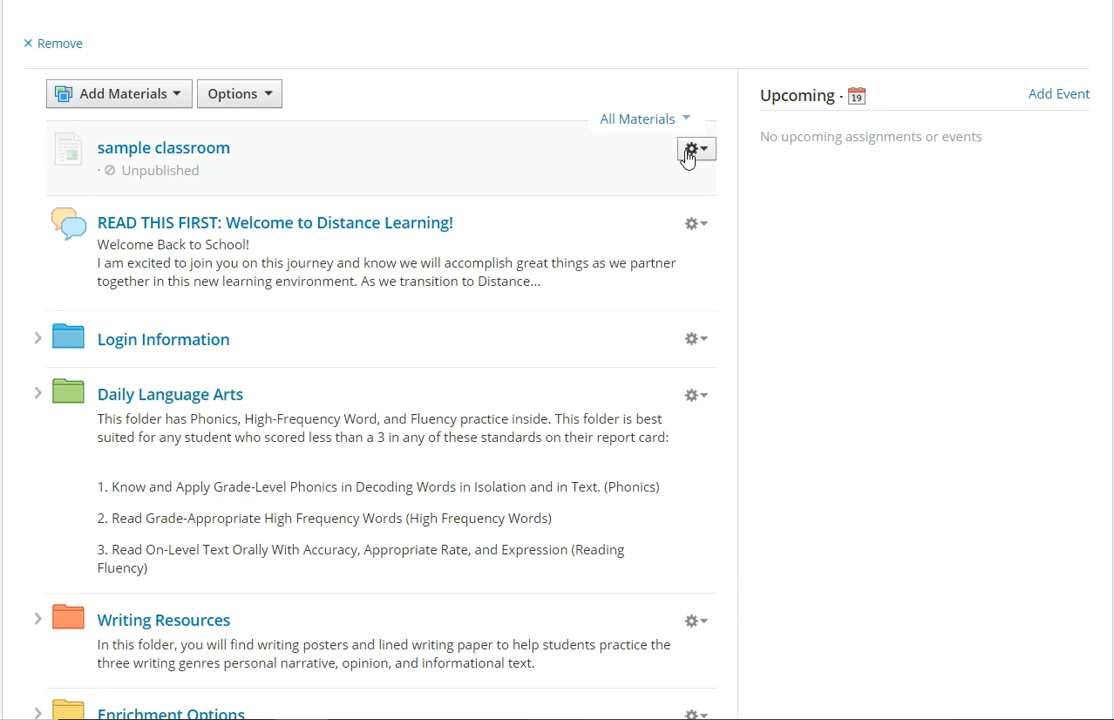 × Remove
Add Materials
Options
All Materials
Upcoming · 19
Add Event
No upcoming assignments or events
sample classroom
· Unpublished
READ THIS FIRST: Welcome to Distance Learning!
Welcome Back to School!
I am excited to join you on this journey and know we will accomplish great things as we partner
together in this new learning environment. As we transition to Distance...
Login Information
Daily Language Arts
This folder has Phonics, High-Frequency Word, and Fluency practice inside. This folder is best
suited for any student who scored less than a 3 in any of these standards on their report card:
1. Know and Apply Grade-Level Phonics in Decoding Words in Isolation and in Text. (Phonics)
2. Read Grade-Appropriate High Frequency Words (High Frequency Words)
3. Read On-Level Text Orally With Accuracy, Appropriate Rate, and Expression (Reading
Fluency)
Writing Resources
In this folder, you will find writing posters and lined writing paper to help students practice the
three writing genres personal narrative, opinion, and informational text.
Enrichment Options